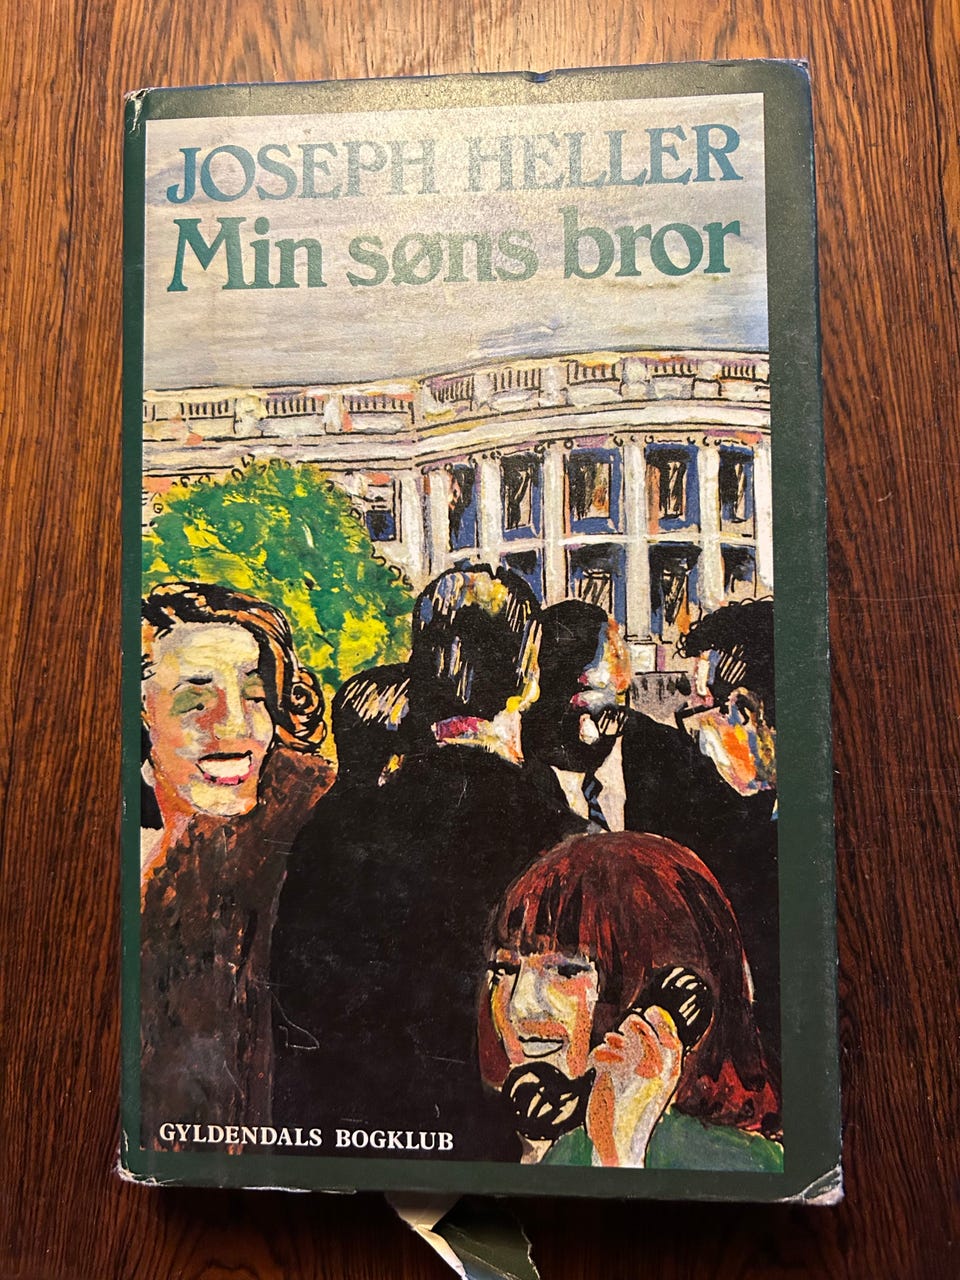 JOSEPH HELLER
Min søns bror
GYLDENDALS BOGKLUB